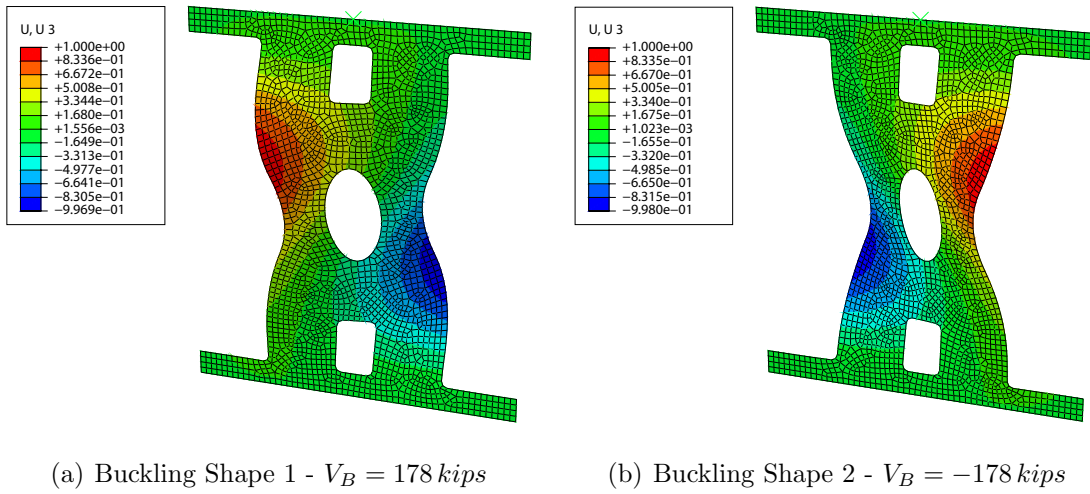 U, U 3
+1.000e+00
+8.336e−01
+6.672e−01
+5.008e−01
+3.344e−01
+1.680e−01
+1.556e−03
−1.649e−01
−3.313e−01
−4.977e−01
−6.641e−01
−8.305e−01
−9.969e−01
U, U 3
+1.000e+00
+8.335e−01
+6.670e−01
+5.005e−01
+3.340e−01
+1.675e−01
+1.023e−03
−1.655e−01
−3.320e−01
−4.985e−01
−6.650e−01
−8.315e−01
−9.980e−01
(a) Buckling Shape 1 - V_B = 178 kips
(b) Buckling Shape 2 - V_B = −178 kips